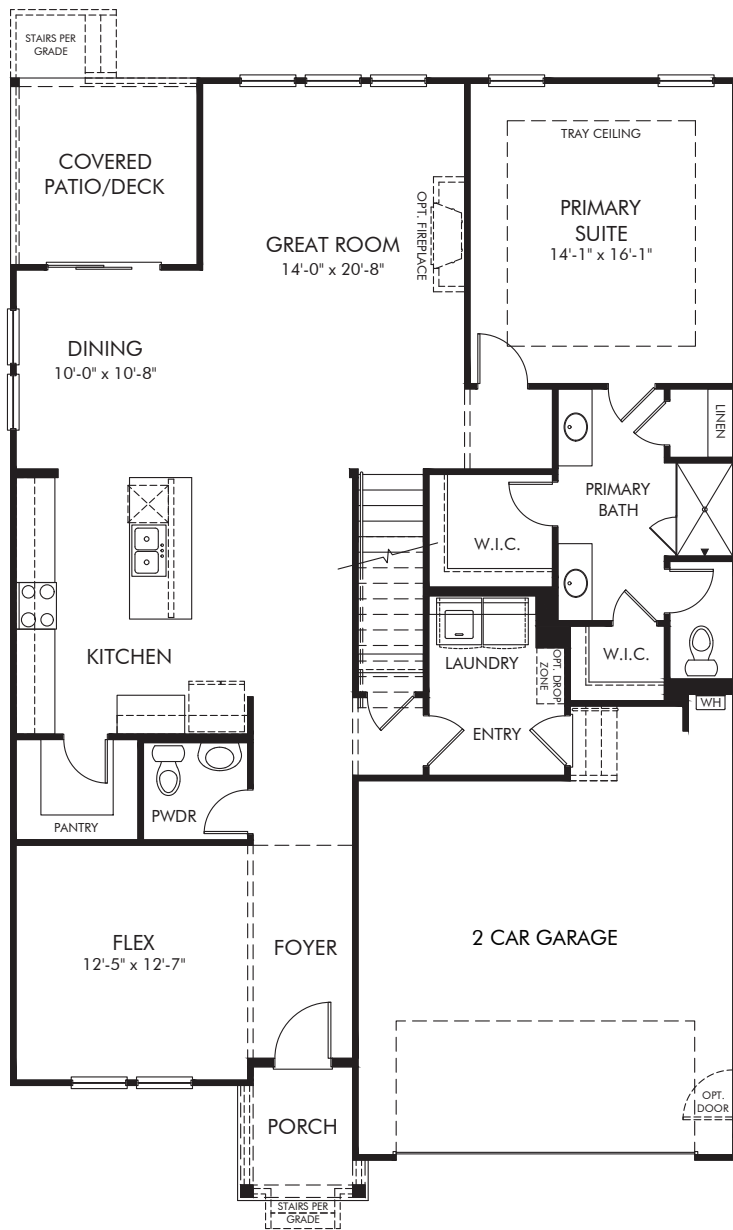 STAIRS PER
GRADE
COVERED
PATIO/DECK
TRAY CEILING
PRIMARY
SUITE
14'-1" x 16'-1"
GREAT ROOM
14'-0" x 20'-8"
OPT. FIREPLACE
DINING
10'-0" x 10'-8"
LINEN
PRIMARY
BATH
W.I.C.
KITCHEN
LAUNDRY
OPT. DROP
ZONE
W.I.C.
WH
ENTRY
PWDR
PANTRY
FLEX
12'-5" x 12'-7"
FOYER
2 CAR GARAGE
OPT.
DOOR
PORCH
STAIRS PER
GRADE